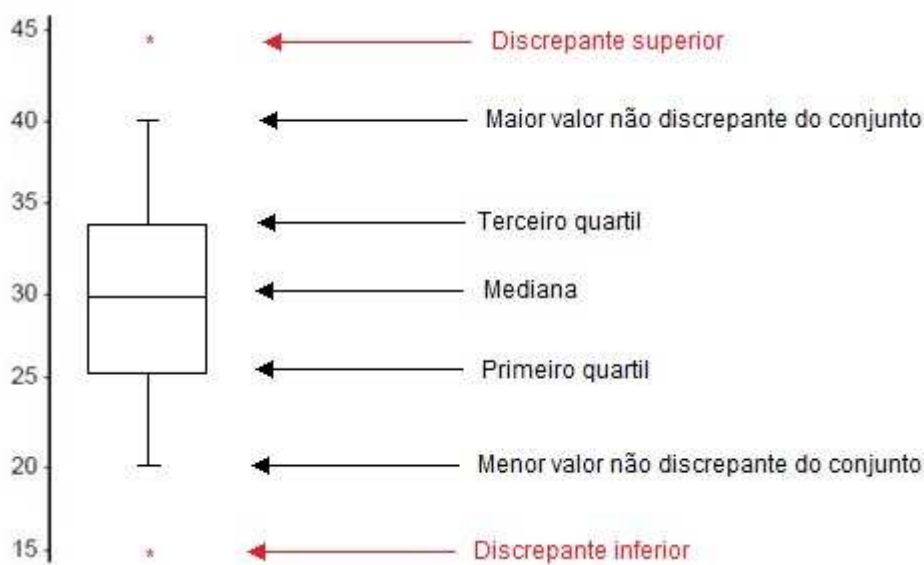 45
Discrepante superior
40
Maior valor não discrepante do conjunto
35
Terceiro quartil
30
Mediana
25
Primeiro quartil
20
Menor valor não discrepante do conjunto
15
Discrepante inferior